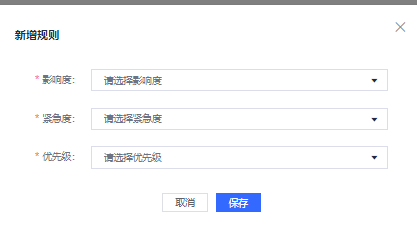 新增规则
* 影响度： 请选择影响度
* 紧急度： 请选择紧急度
* 优先级： 请选择优先级
取消 保存